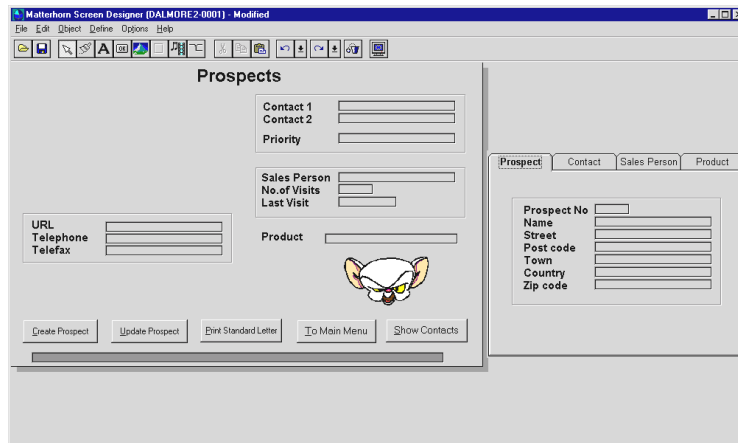 Matterhorn Screen Designer (DALMORE2-0001) - Modified
File Edit Object Define Options Help
A OK
Prospects
Contact 1
Contact 2
Priority
Sales Person
No.of Visits
Last Visit
URL
Telephone
Telefax
Product
Create Prospect Update Prospect Print Standard Letter To Main Menu Show Contacts
Prospect Contact Sales Person Product
Prospect No
Name
Street
Post code
Town
Country
Zip code